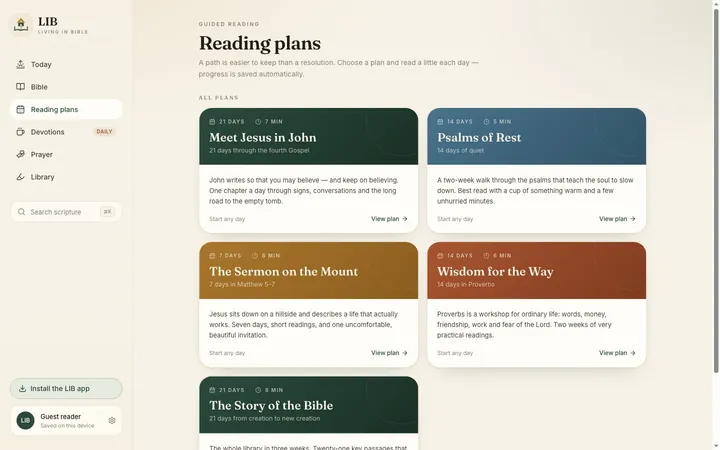 LIB
LIVING IN BIBLE
Today
Bible
Reading plans
Devotions
DAILY
Prayer
Library
Search scripture
⌘K
Install the LIB app
LIB
Guest reader
Saved on this device
GUIDED READING
Reading plans
A path is easier to keep than a resolution. Choose a plan and read a little each day —
progress is saved automatically.
ALL PLANS
21 DAYS
7 MIN
Meet Jesus in John
21 days through the fourth Gospel
John writes so that you may believe — and keep on believing.
One chapter a day through signs, conversations and the long
road to the empty tomb.
Start any day
View plan →
14 DAYS
5 MIN
Psalms of Rest
14 days of quiet
A two-week walk through the psalms that teach the soul to slow
down. Best read with a cup of something warm and a few
unhurried minutes.
Start any day
View plan →
7 DAYS
8 MIN
The Sermon on the Mount
7 days in Matthew 5–7
Jesus sits down on a hillside and describes a life that actually
works. Seven days, short readings, and one uncomfortable,
beautiful invitation.
Start any day
View plan →
14 DAYS
6 MIN
Wisdom for the Way
14 days in Proverbs
Proverbs is a workshop for ordinary life: words, money,
friendship, work and fear of the Lord. Two weeks of very
practical readings.
Start any day
View plan →
21 DAYS
8 MIN
The Story of the Bible
21 days from creation to new creation
The whole library in three weeks. Twenty-one key passages that